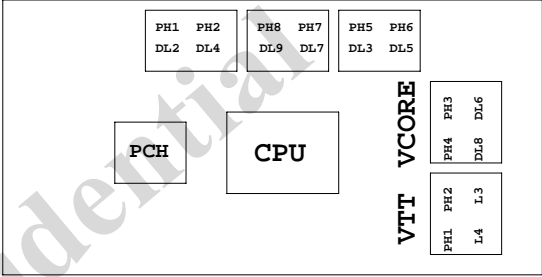 PH1 PH2 PH8 PH7 PH5 PH6
DL2 DL4 DL9 DL7 DL3 DL5
VCORE
PH3 DL6
PH4 DL8
PCH
CPU
VTT
PH2 L3
PH1 L4
dential